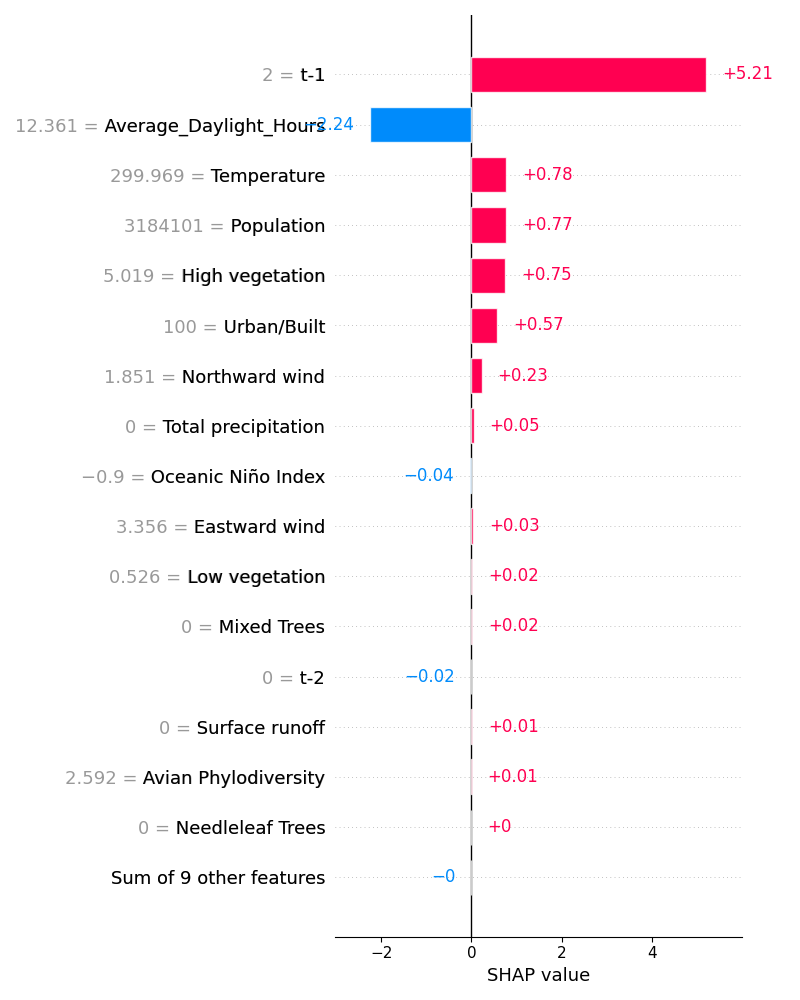 2 = t-1 +5.21
12.361 = Average_Daylight_Hours −2.24
299.969 = Temperature +0.78
3184101 = Population +0.77
5.019 = High vegetation +0.75
100 = Urban/Built +0.57
1.851 = Northward wind +0.23
0 = Total precipitation +0.05
−0.9 = Oceanic Niño Index −0.04
3.356 = Eastward wind +0.03
0.526 = Low vegetation +0.02
0 = Mixed Trees +0.02
0 = t-2 −0.02
0 = Surface runoff +0.01
2.592 = Avian Phylodiversity +0.01
0 = Needleleaf Trees +0
Sum of 9 other features −0
−2 0 2 4
SHAP value